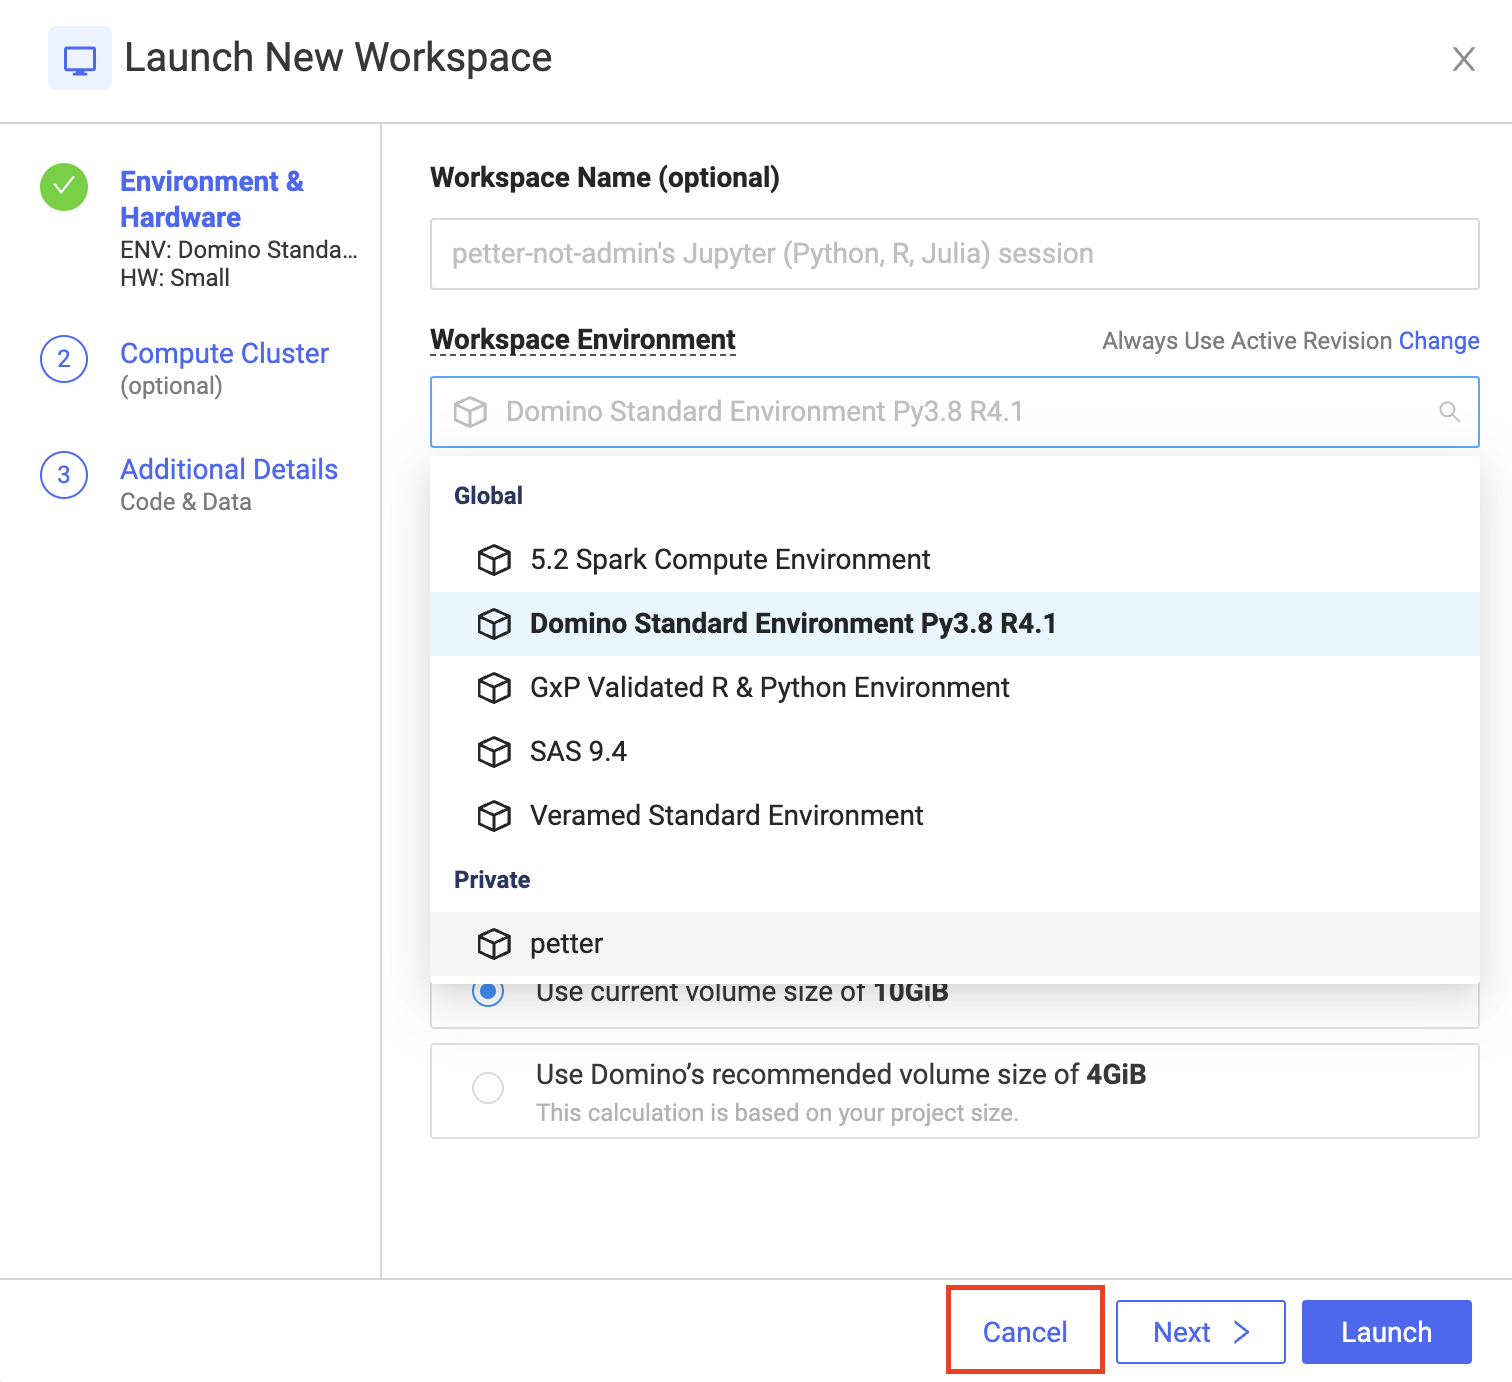 Launch New Workspace
Environment &
Hardware
ENV: Domino Standa...
HW: Small
2
Compute Cluster
(optional)
3
Additional Details
Code & Data
Workspace Name (optional)
petter-not-admin's Jupyter (Python, R, Julia) session
Workspace Environment
Always Use Active Revision Change
Domino Standard Environment Py3.8 R4.1
Global
5.2 Spark Compute Environment
Domino Standard Environment Py3.8 R4.1
GxP Validated R & Python Environment
SAS 9.4
Veramed Standard Environment
Private
petter
Use current volume size of 10GiB
Use Domino’s recommended volume size of 4GiB
This calculation is based on your project size.
Cancel
Next
Launch